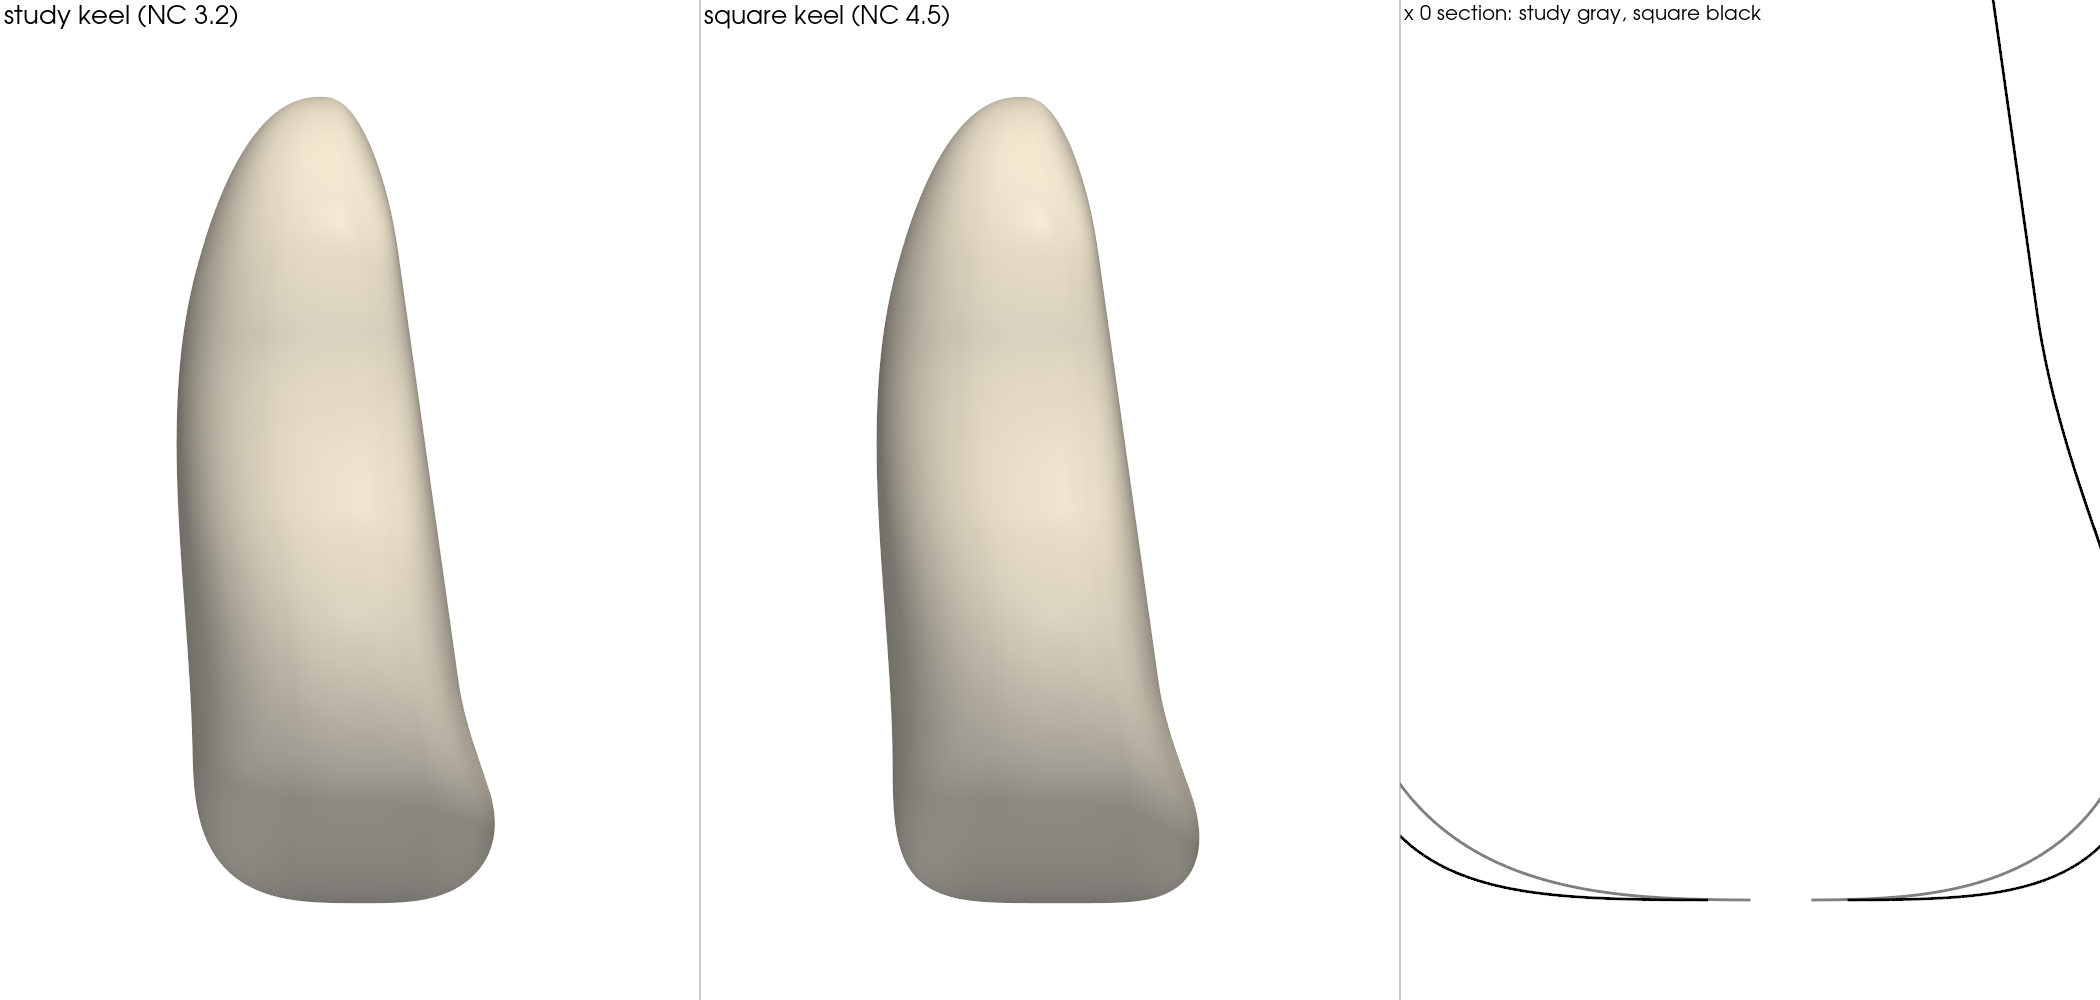 study keel (NC 3.2)
square keel (NC 4.5)
x 0 section: study gray, square black